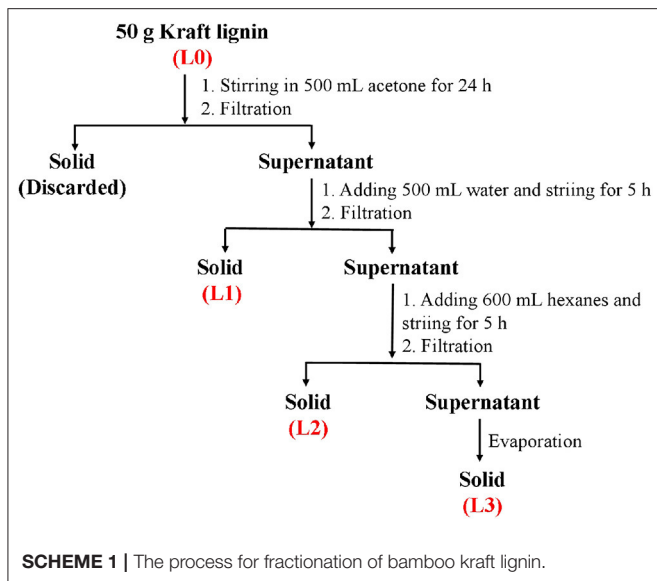 50 g Kraft lignin
(L0)
1. Stirring in 500 mL acetone for 24 h
2. Filtration
Solid
(Discarded)
Supernatant
1. Adding 500 mL water and striing for 5 h
2. Filtration
Solid
(L1)
Supernatant
1. Adding 600 mL hexanes and
striing for 5 h
2. Filtration
Solid
(L2)
Supernatant
Evaporation
Solid
(L3)
SCHEME 1 | The process for fractionation of bamboo kraft lignin.